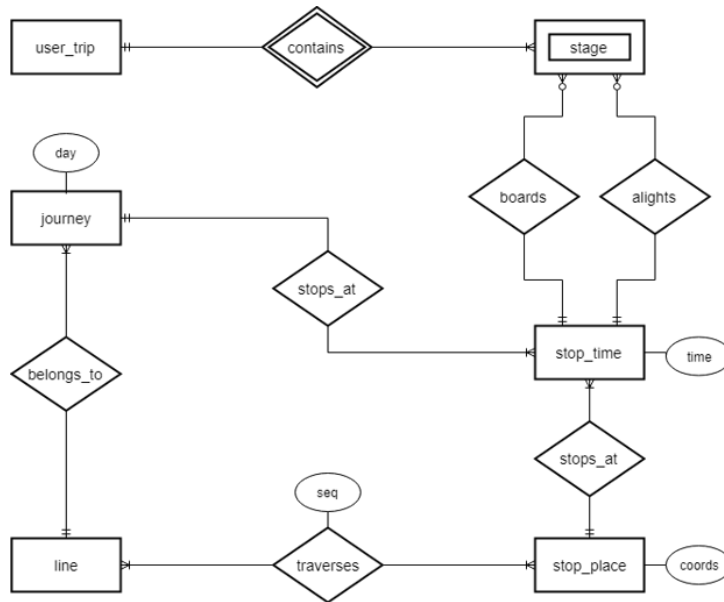 user_trip
contains
stage
day
journey
boards
alights
stops_at
stop_time
time
belongs_to
stops_at
seq
line
traverses
stop_place
coords